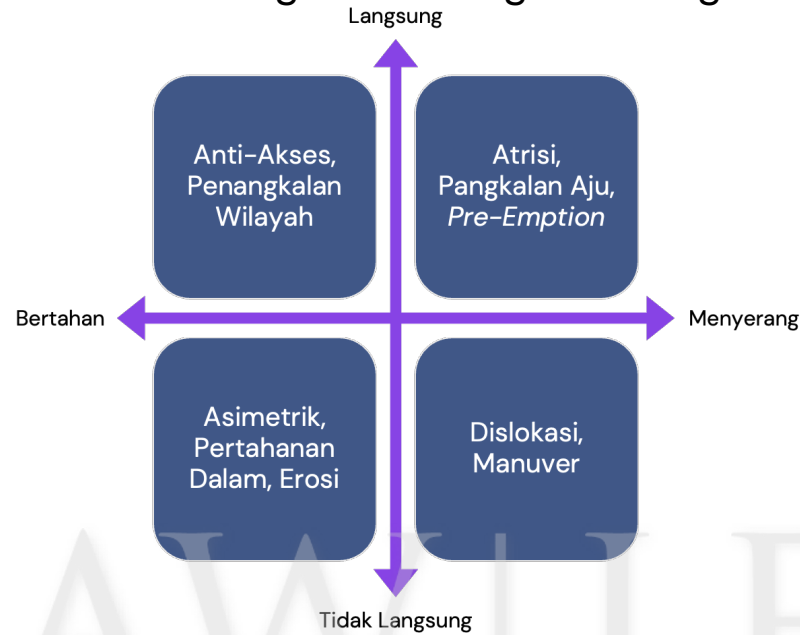 Langsung
Anti-Akses,
Penangkalan
Wilayah
Atrisi,
Pangkalan Aju,
Pre-Emption
Bertahan
Menyerang
Asimetrik,
Pertahanan
Dalam, Erosi
Dislokasi,
Manuver
Tidak Langsung